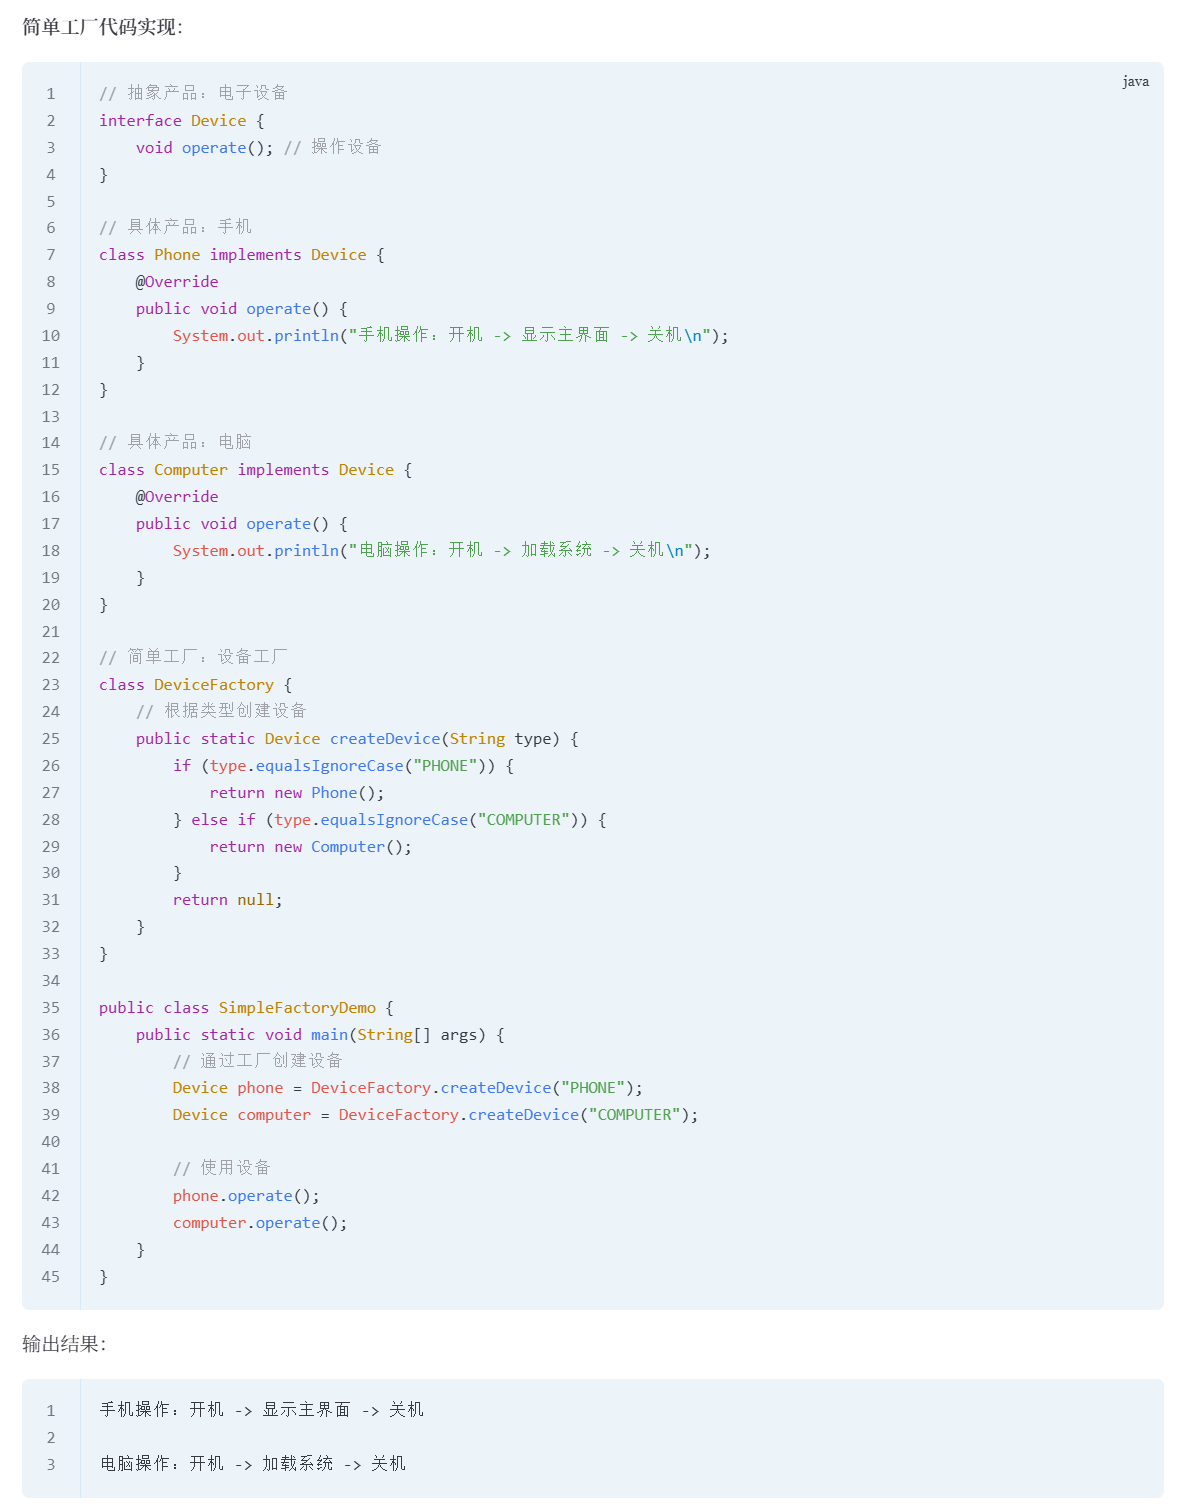 简单工厂代码实现：
java
1 // 抽象产品：电子设备
2 interface Device {
3     void operate(); // 操作设备
4 }
5
6 // 具体产品：手机
7 class Phone implements Device {
8     @Override
9     public void operate() {
10         System.out.println("手机操作：开机 -> 显示主界面 -> 关机\n");
11     }
12 }
13
14 // 具体产品：电脑
15 class Computer implements Device {
16     @Override
17     public void operate() {
18         System.out.println("电脑操作：开机 -> 加载系统 -> 关机\n");
19     }
20 }
21
22 // 简单工厂：设备工厂
23 class DeviceFactory {
24     // 根据类型创建设备
25     public static Device createDevice(String type) {
26         if (type.equalsIgnoreCase("PHONE")) {
27             return new Phone();
28         } else if (type.equalsIgnoreCase("COMPUTER")) {
29             return new Computer();
30         }
31         return null;
32     }
33 }
34
35 public class SimpleFactoryDemo {
36     public static void main(String[] args) {
37         // 通过工厂创建设备
38         Device phone = DeviceFactory.createDevice("PHONE");
39         Device computer = DeviceFactory.createDevice("COMPUTER");
40
41         // 使用设备
42         phone.operate();
43         computer.operate();
44     }
45 }
输出结果：
1 手机操作：开机 -> 显示主界面 -> 关机
2
3 电脑操作：开机 -> 加载系统 -> 关机